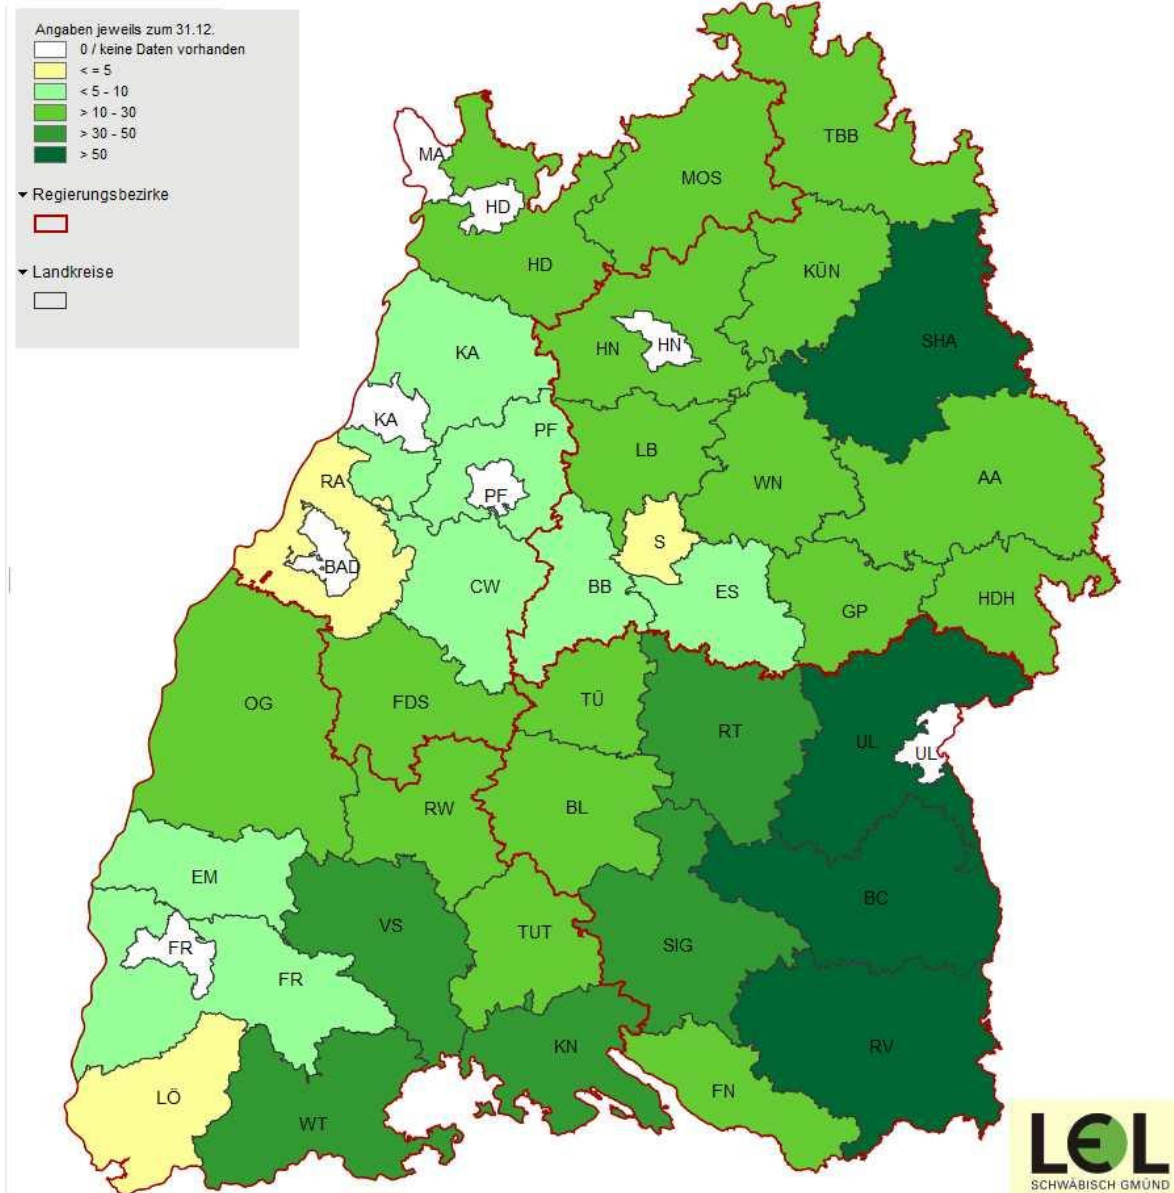 Angaben jeweils zum 31.12.
0 / keine Daten vorhanden
< = 5
< 5 - 10
> 10 - 30
> 30 - 50
> 50
Regierungsbezirke
Landkreise
TBB
MA
MOS
HD
HD
KÜN
SHA
HN
HN
KA
KA
PF
LB
WN
AA
RA
PF
S
BAD
CW
BB
ES
GP
HDH
OG
FDS
TÜ
RT
UL
UL
RW
BL
EM
BC
VS
TUT
SIG
FR
FR
KN
RV
FN
LÖ
WT
LEL
SCHWÄBISCH GMÜND